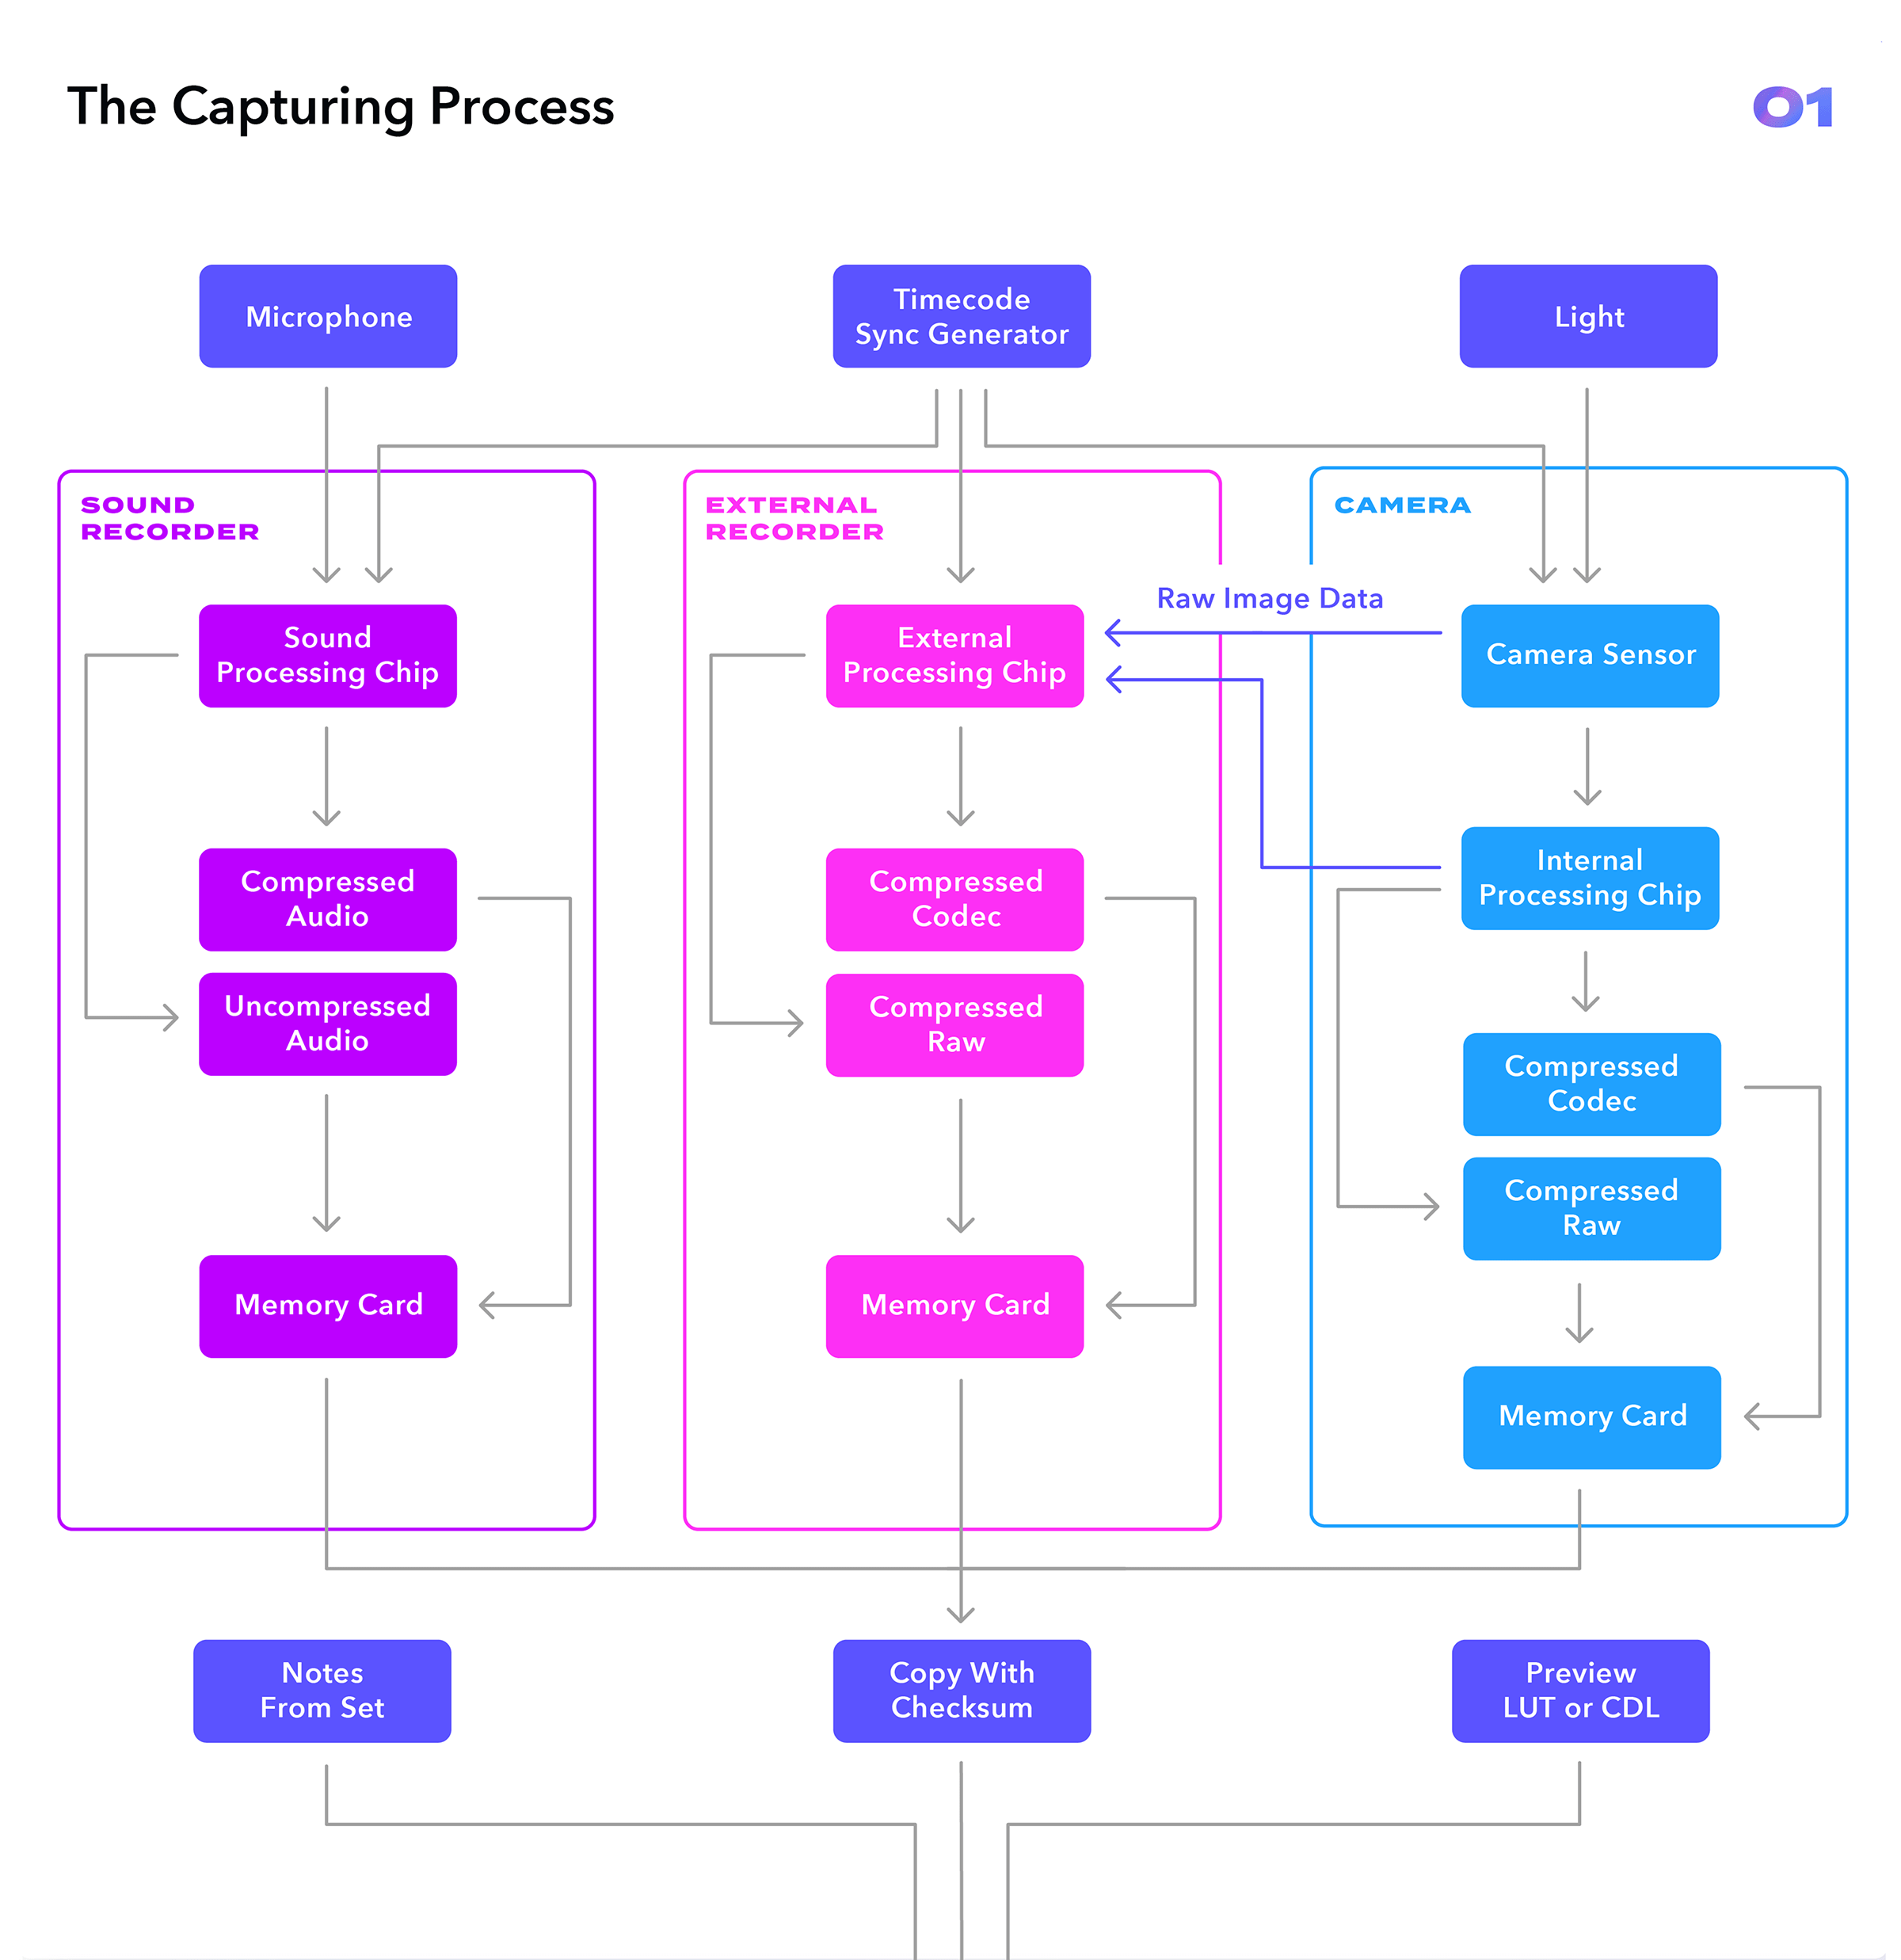 The Capturing Process
01
Microphone
Timecode
Sync Generator
Light
SOUND
RECORDER
Sound
Processing Chip
Compressed
Audio
Uncompressed
Audio
Memory Card
EXTERNAL
RECORDER
Raw Image Data
External
Processing Chip
Compressed
Codec
Compressed
Raw
Memory Card
CAMERA
Camera Sensor
Internal
Processing Chip
Compressed
Codec
Compressed
Raw
Memory Card
Notes
From Set
Copy With
Checksum
Preview
LUT or CDL